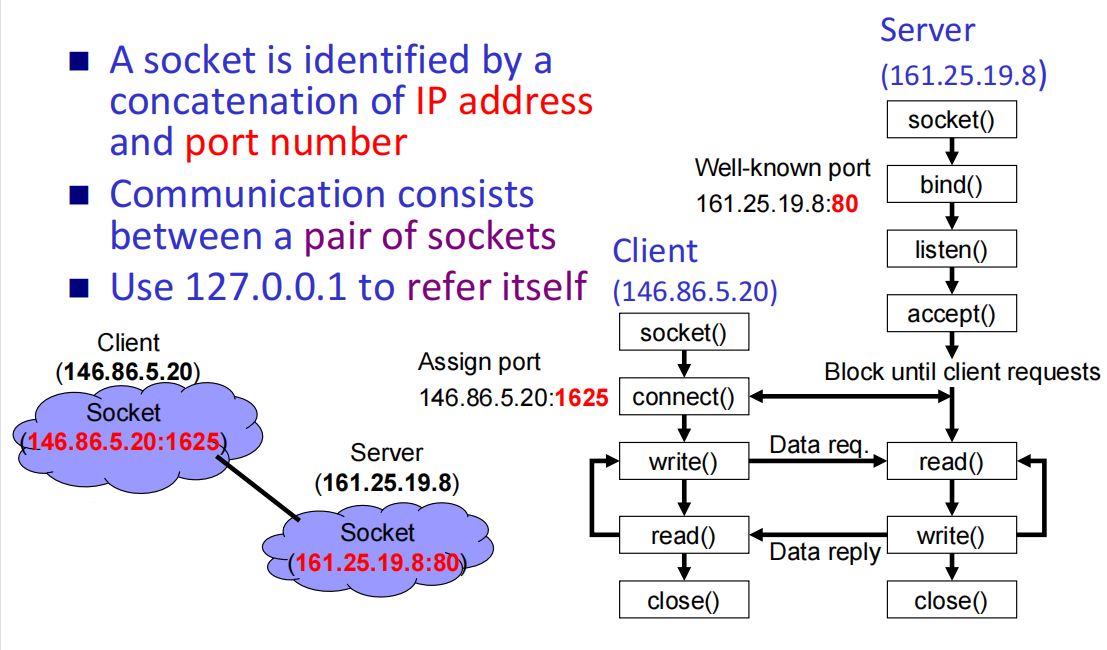 A socket is identified by a
concatenation of IP address
and port number
Communication consists
between a pair of sockets
Use 127.0.0.1 to refer itself
Client
(146.86.5.20)
Socket
(146.86.5.20:1625)
Server
(161.25.19.8)
Socket
(161.25.19.8:80)
Client
(146.86.5.20)
socket()
Assign port
146.86.5.20:1625
connect()
write()
read()
close()
Server
(161.25.19.8)
socket()
Well-known port
161.25.19.8:80
bind()
listen()
accept()
Block until client requests
Data req.
read()
Data reply
write()
close()